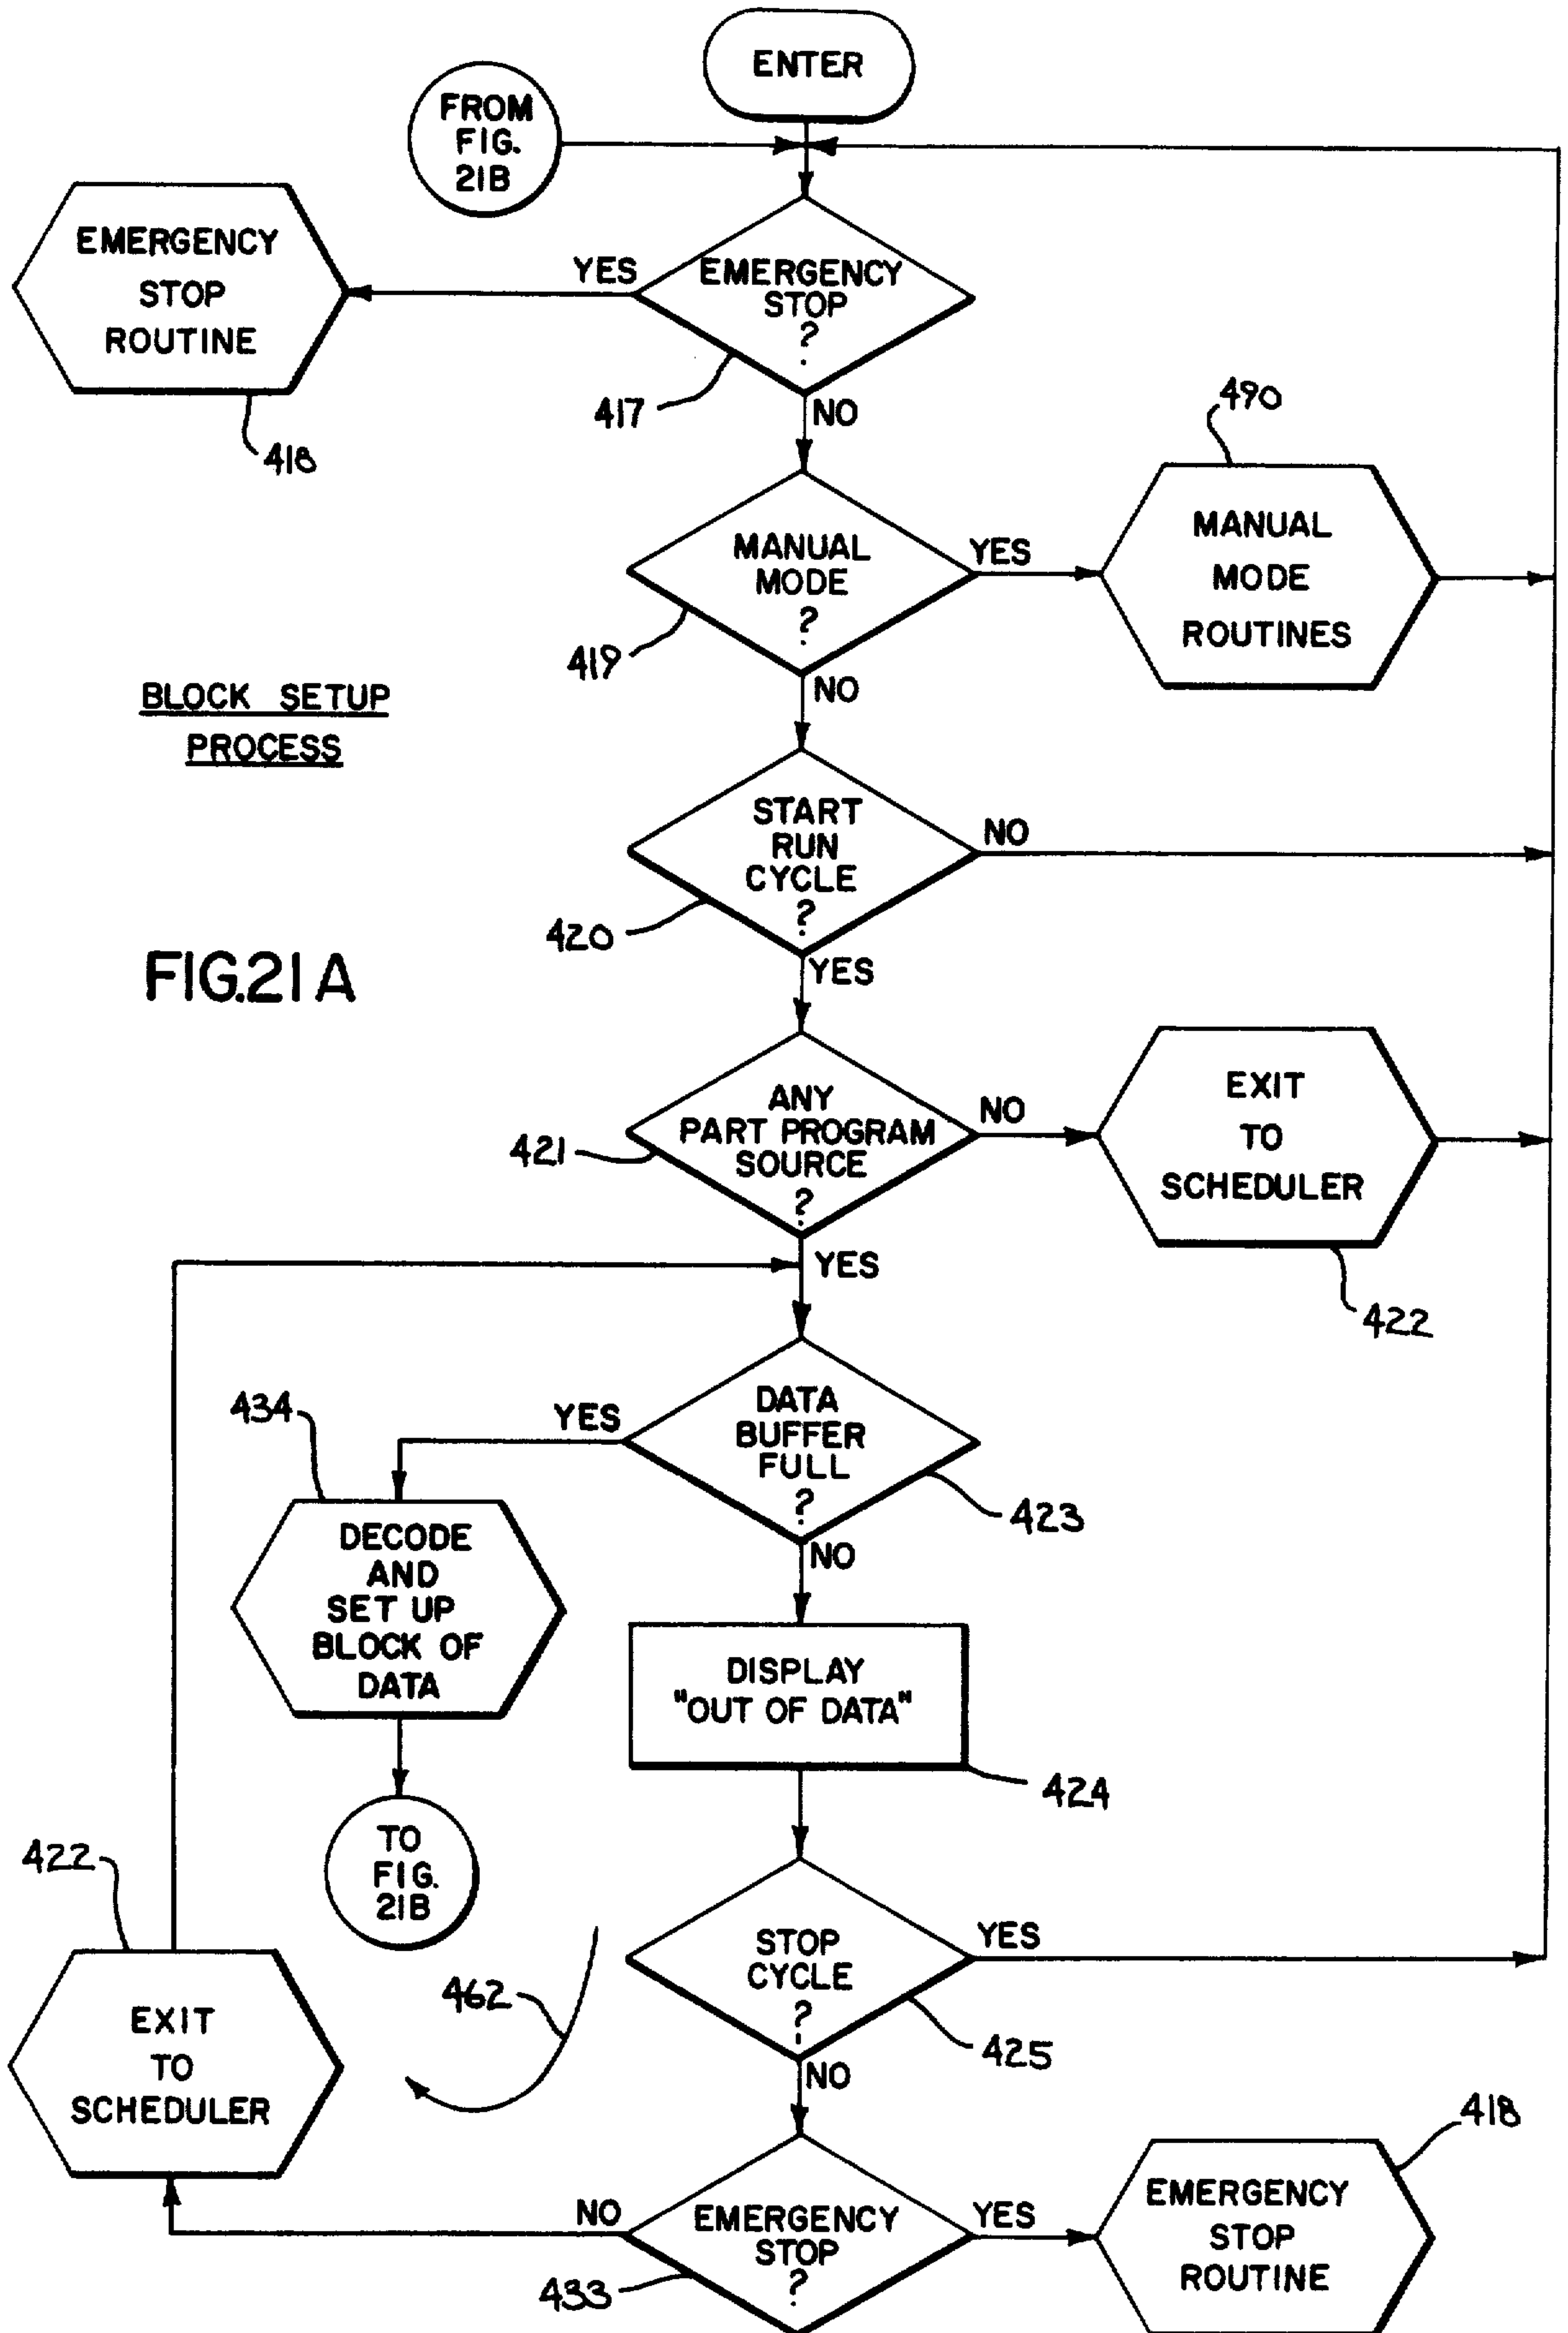 ENTER
FROM
FIG.
21B
EMERGENCY
STOP
ROUTINE
418
YES
EMERGENCY
STOP
?
417
NO
490
MANUAL
MODE
?
419
YES
MANUAL
MODE
ROUTINES
NO
BLOCK SETUP
PROCESS
START
RUN
CYCLE
?
420
NO
YES
FIG.21A
ANY
PART PROGRAM
SOURCE
?
421
NO
EXIT
TO
SCHEDULER
422
YES
DATA
BUFFER
FULL
?
423
YES
434
DECODE
AND
SET UP
BLOCK OF
DATA
NO
DISPLAY
"OUT OF DATA"
424
TO
FIG.
21B
422
EXIT
TO
SCHEDULER
462
STOP
CYCLE
?
425
YES
NO
EMERGENCY
STOP
?
433
NO
YES
418
EMERGENCY
STOP
ROUTINE